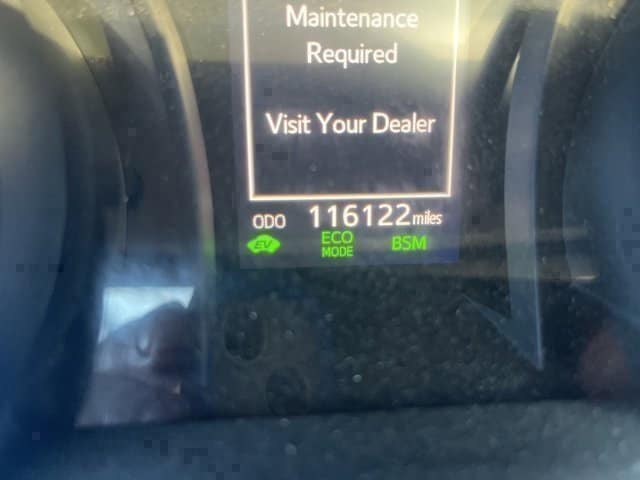 Maintenance
Required
Visit Your Dealer
ODO 116122 miles
EV ECO MODE BSM